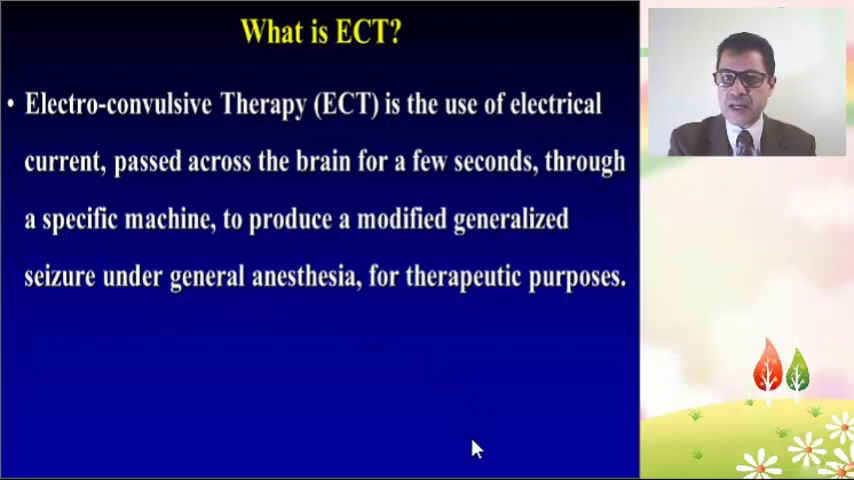 What is ECT?
• Electro-convulsive Therapy (ECT) is the use of electrical
current, passed across the brain for a few seconds, through
a specific machine, to produce a modified generalized
seizure under general anesthesia, for therapeutic purposes.